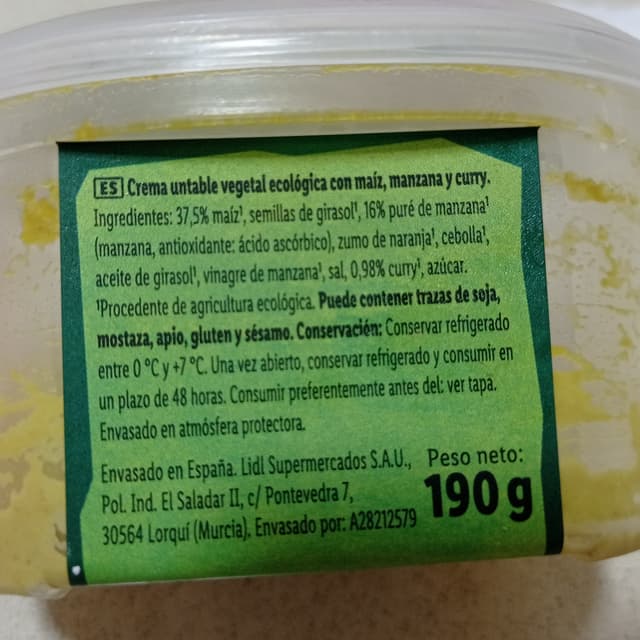 ES Crema untable vegetal ecológica con maíz, manzana y curry.
Ingredientes: 37,5% maíz¹, semillas de girasol¹, 16% puré de manzana¹
(manzana, antioxidante: ácido ascórbico), zumo de naranja¹, cebolla¹,
aceite de girasol¹, vinagre de manzana¹, sal, 0,98% curry¹, azúcar.
¹Procedente de agricultura ecológica. Puede contener trazas de soja,
mostaza, apio, gluten y sésamo. Conservación: Conservar refrigerado
entre 0 °C y +7 °C. Una vez abierto, conservar refrigerado y consumir en
un plazo de 48 horas. Consumir preferentemente antes del: ver tapa.
Envasado en atmósfera protectora.
Envasado en España. Lidl Supermercados S.A.U.,
Pol. Ind. El Saladar II, c/ Pontevedra 7,
30564 Lorquí (Murcia). Envasado por: A28212579
Peso neto:
190 g